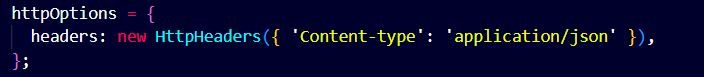 httpOptions = {
  headers: new HttpHeaders({ 'Content-type': 'application/json' }),
};